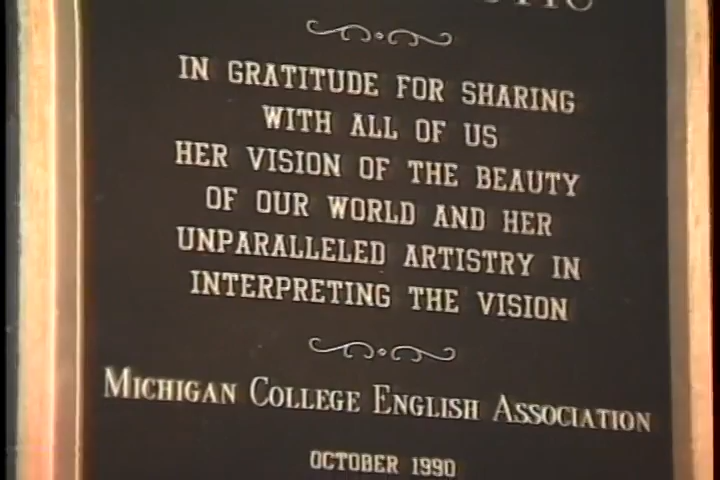 IN GRATITUDE FOR SHARING
WITH ALL OF US
HER VISION OF THE BEAUTY
OF OUR WORLD AND HER
UNPARALLELED ARTISTRY IN
INTERPRETING THE VISION
MICHIGAN COLLEGE ENGLISH ASSOCIATION
OCTOBER 1990